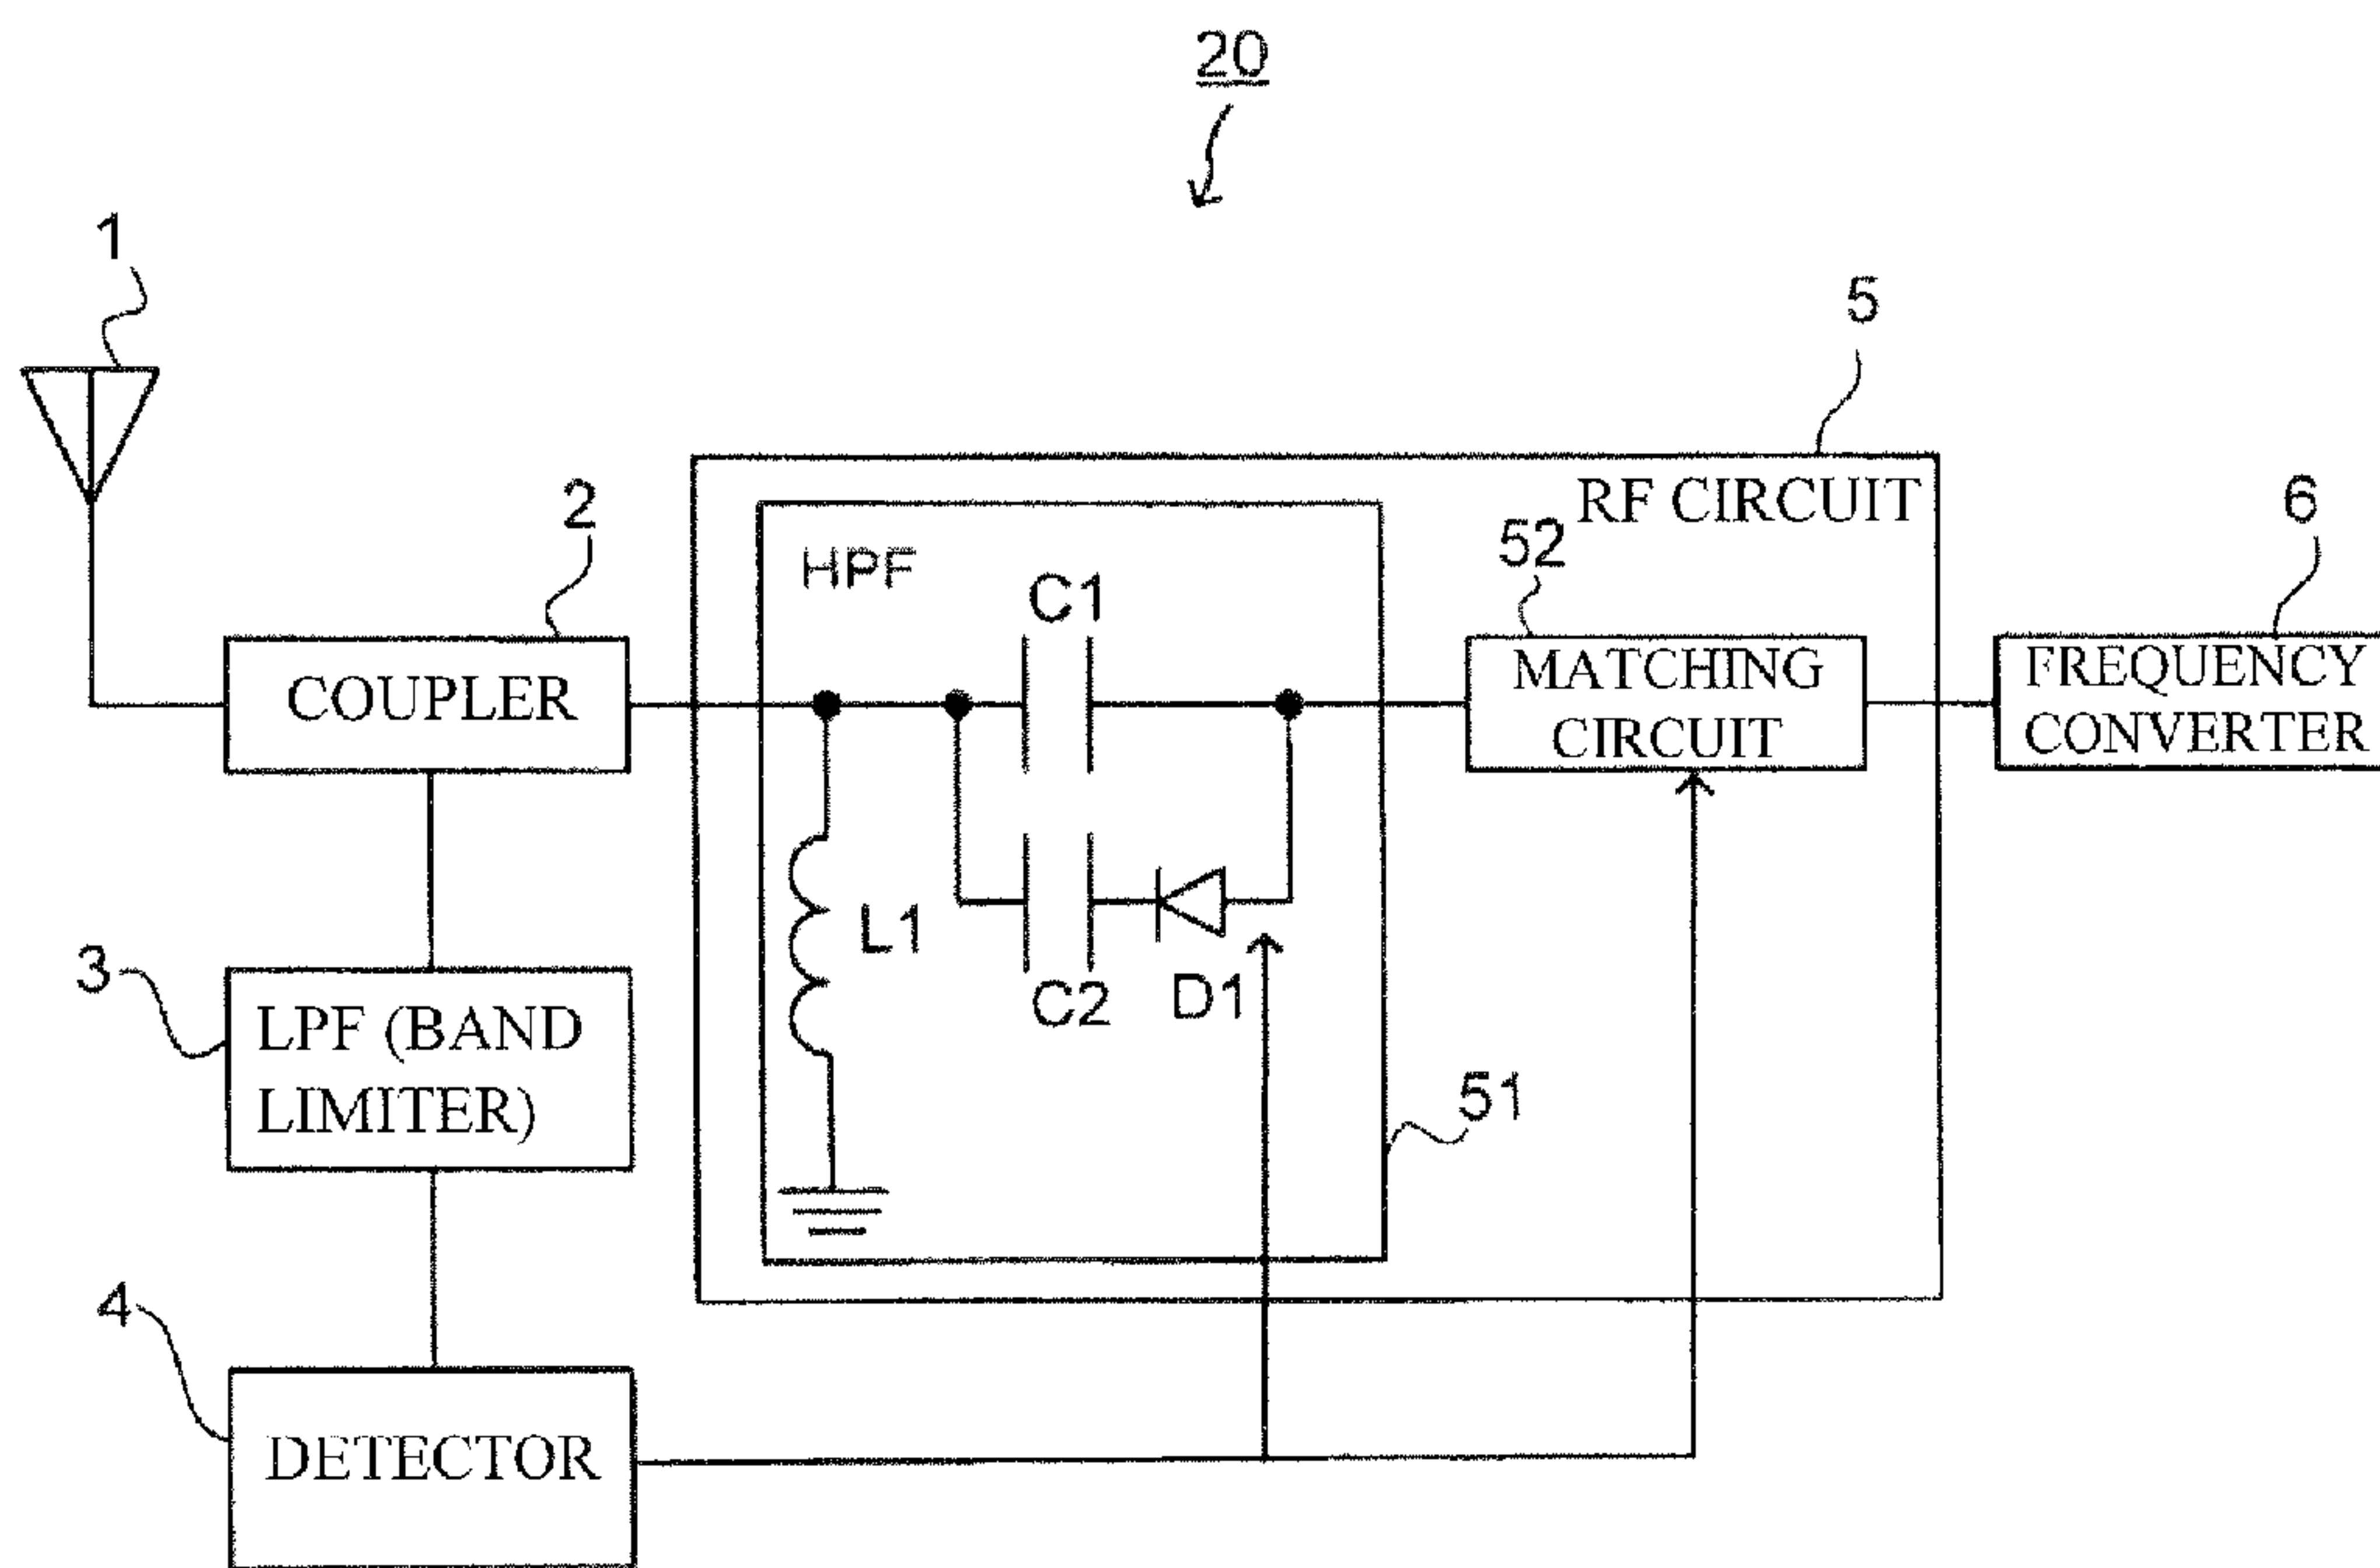 20
1
5
2
RF CIRCUIT
6
52
HPF
C1
COUPLER
MATCHING
CIRCUIT
FREQUENCY
CONVERTER
L1
3
C2
D1
LPF (BAND
LIMITER)
51
4
DETECTOR